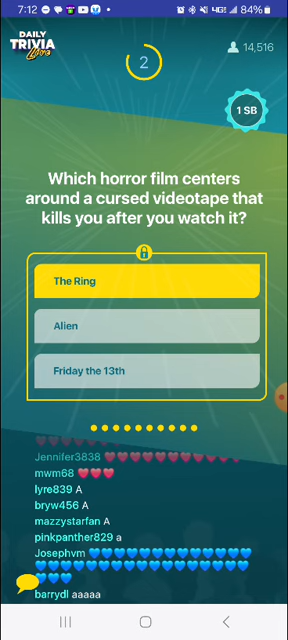 7:12
84%
DAILY
TRIVIA
Live
2
14,516
1 SB
Which horror film centers
around a cursed videotape that
kills you after you watch it?
The Ring
Alien
Friday the 13th
Jennifer3838 ❤️❤️❤️❤️❤️❤️❤️❤️❤️❤️❤️
mwm68 ❤️❤️❤️
lyre839 A
bryw456 A
mazzystarfan A
pinkpanther829 a
Josephvm 💙💙💙💙💙💙💙💙💙💙💙💙💙
💙💙💙💙💙💙💙💙💙💙💙💙💙💙💙💙💙
💙💙💙
barrydl aaaaa